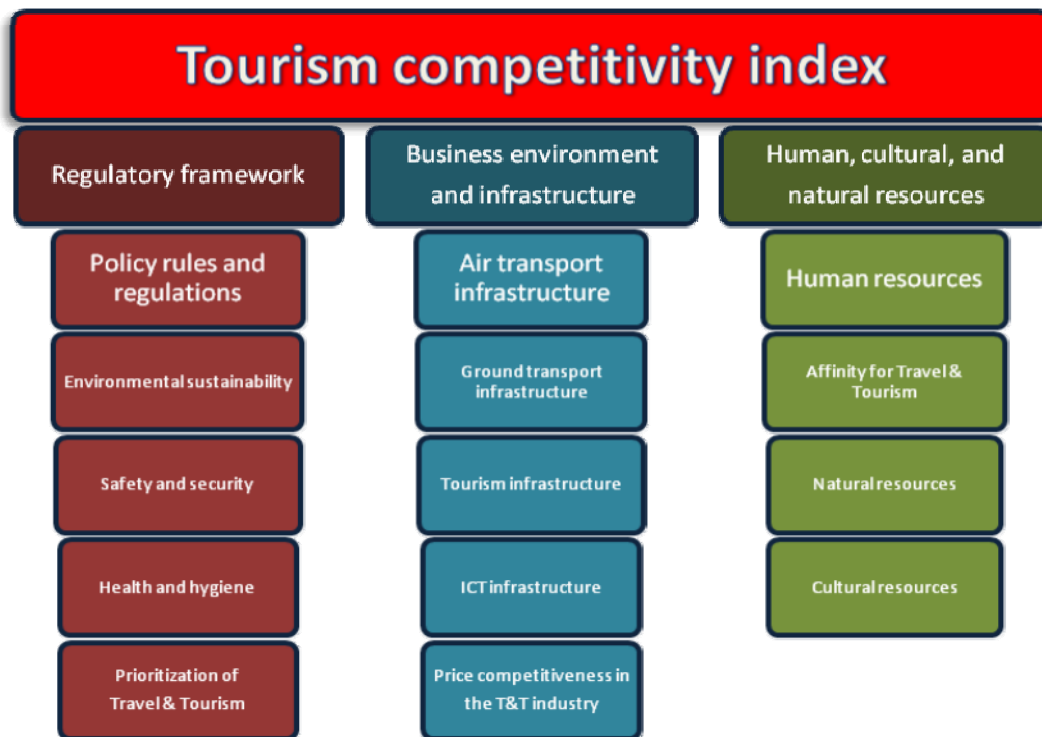 Tourism competitivity index
Regulatory framework
Policy rules and
regulations
Environmental sustainability
Safety and security
Health and hygiene
Prioritization of
Travel & Tourism
Business environment
and infrastructure
Air transport
infrastructure
Ground transport
infrastructure
Tourism infrastructure
ICT infrastructure
Price competitiveness in
the T&T industry
Human, cultural, and
natural resources
Human resources
Affinity for Travel &
Tourism
Natural resources
Cultural resources